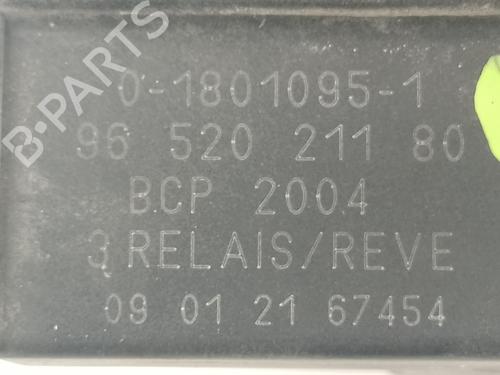 B-PARTS
0-1801095-1
96 520 211 80
BCP 2004
3 RELAIS/REVE
09 01 21 67454